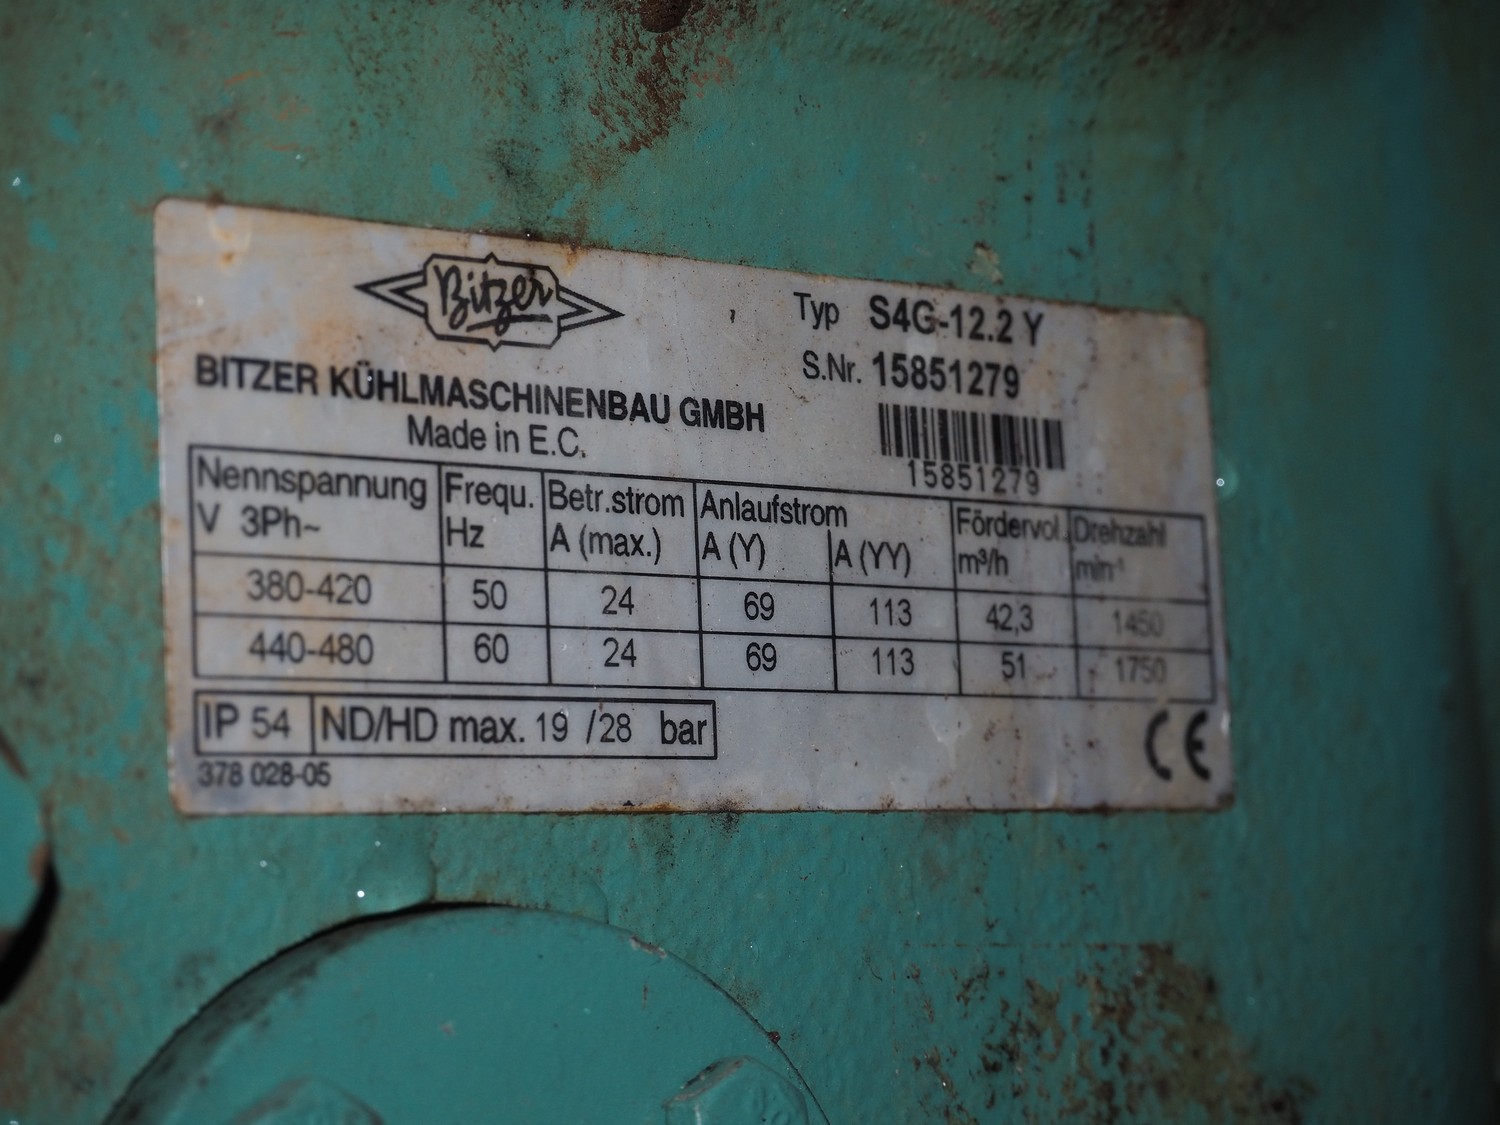 Bitzer
Typ S4G-12.2 Y
S.Nr. 15851279
15851279
BITZER KÜHLMASCHINENBAU GMBH
Made in E.C.
Nennspannung Frequ. Betr.strom Anlaufstrom Fördervol. Drehzahl
V 3Ph~ Hz A (max.) A (Y) A (YY) m³/h min⁻¹
380-420 50 24 69 113 42,3 1450
440-480 60 24 69 113 51 1750
IP 54 ND/HD max. 19 /28 bar
CE
378 028-05